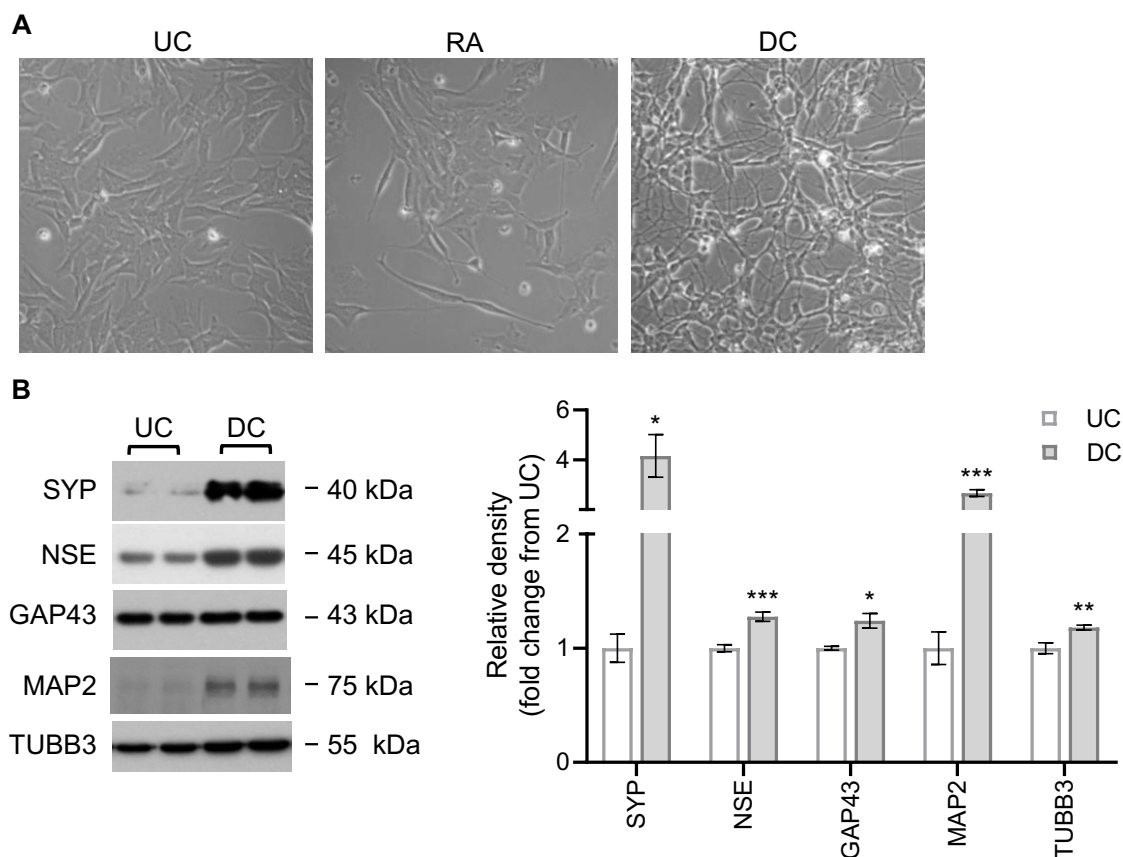 A
UC RA DC
B
UC DC
SYP – 40 kDa
NSE – 45 kDa
GAP43 – 43 kDa
MAP2 – 75 kDa
TUBB3 – 55 kDa
Relative density
(fold change from UC)
6
4
2
1
0
* *** * *** **
UC
DC
SYP NSE GAP43 MAP2 TUBB3